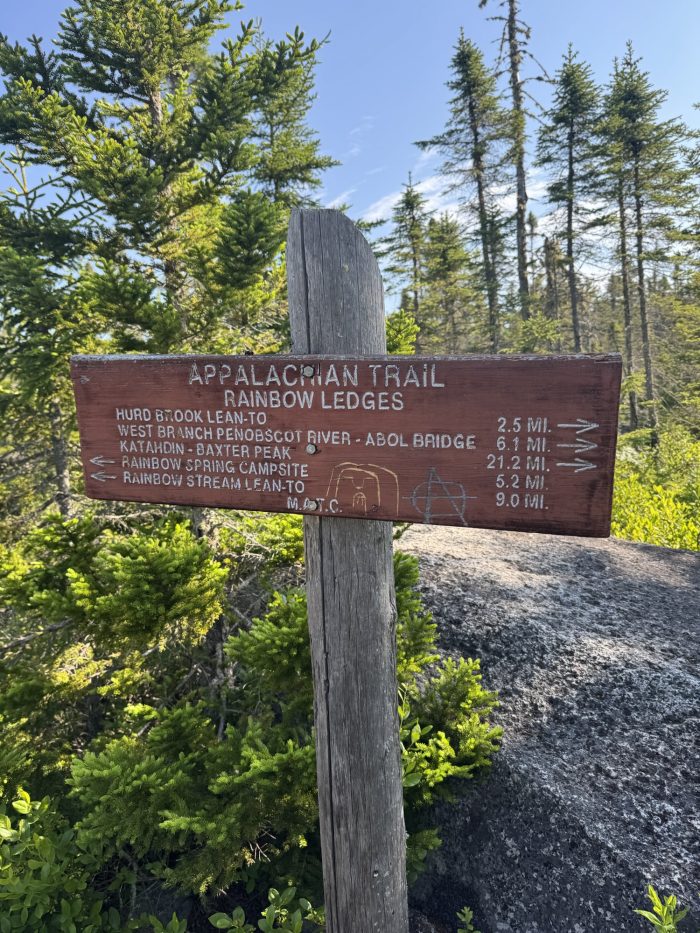 APPALACHIAN TRAIL
RAINBOW LEDGES
HURD BROOK LEAN-TO 2.5 MI. →
WEST BRANCH PENOBSCOT RIVER - ABOL BRIDGE 6.1 MI. →
KATAHDIN - BAXTER PEAK 21.2 MI. →
← RAINBOW SPRING CAMPSITE 5.2 MI.
← RAINBOW STREAM LEAN-TO 9.0 MI.
M.A.T.C.